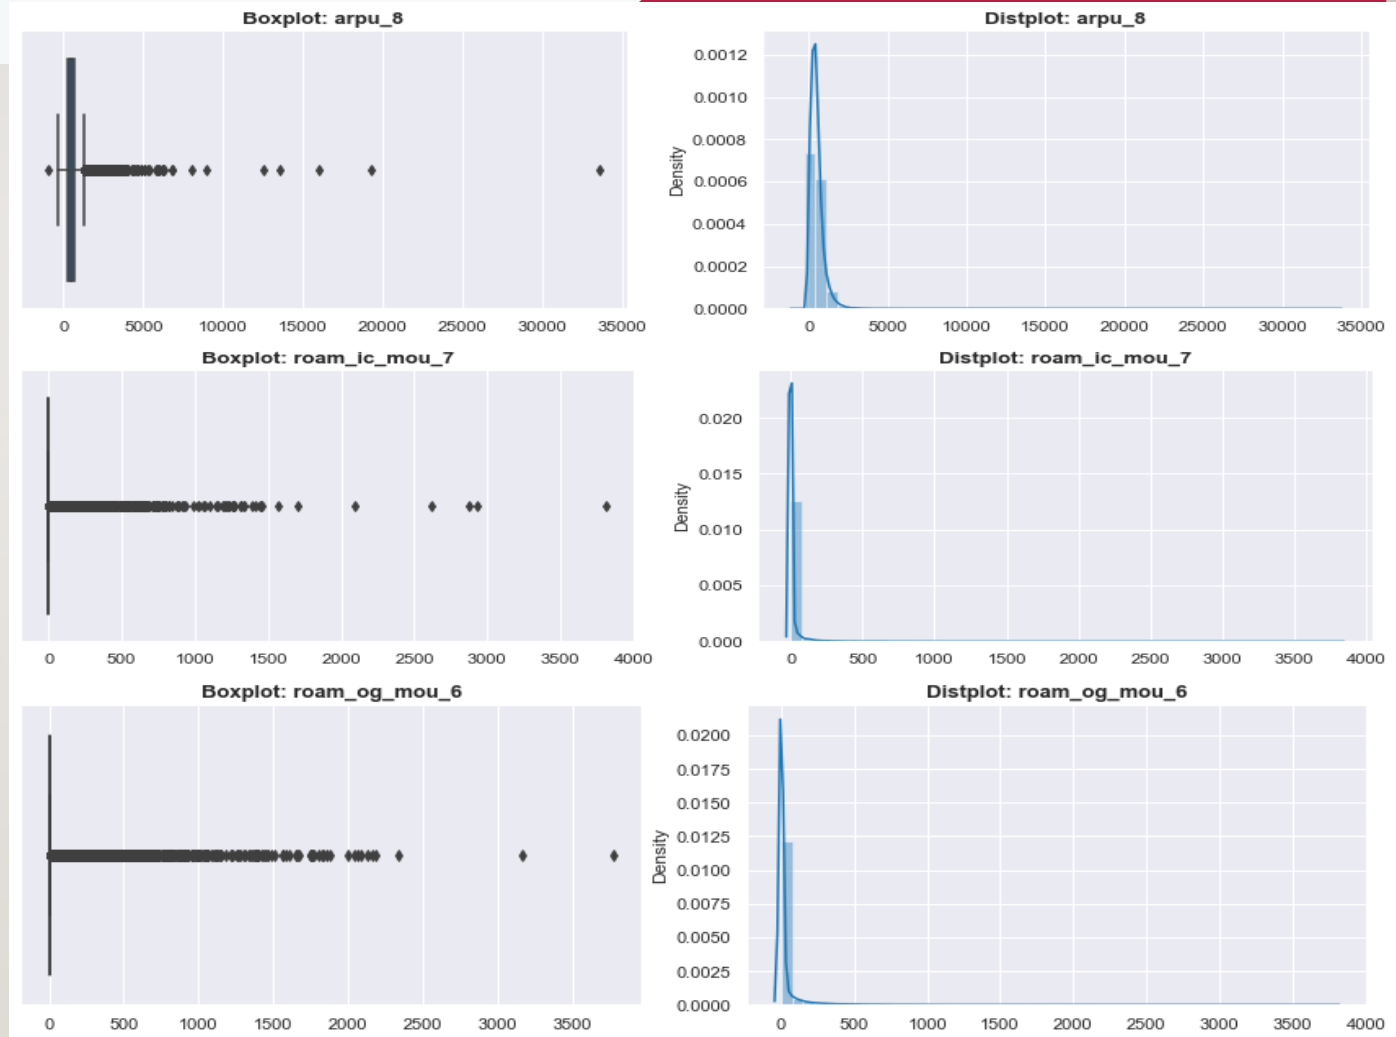 Boxplot: arpu_8
0 5000 10000 15000 20000 25000 30000 35000
Distplot: arpu_8
Density
0.0012
0.0010
0.0008
0.0006
0.0004
0.0002
0.0000
0 5000 10000 15000 20000 25000 30000 35000
Boxplot: roam_ic_mou_7
0 500 1000 1500 2000 2500 3000 3500 4000
Distplot: roam_ic_mou_7
Density
0.020
0.015
0.010
0.005
0.000
0 500 1000 1500 2000 2500 3000 3500 4000
Boxplot: roam_og_mou_6
0 500 1000 1500 2000 2500 3000 3500
Distplot: roam_og_mou_6
Density
0.0200
0.0175
0.0150
0.0125
0.0100
0.0075
0.0050
0.0025
0.0000
0 500 1000 1500 2000 2500 3000 3500 4000